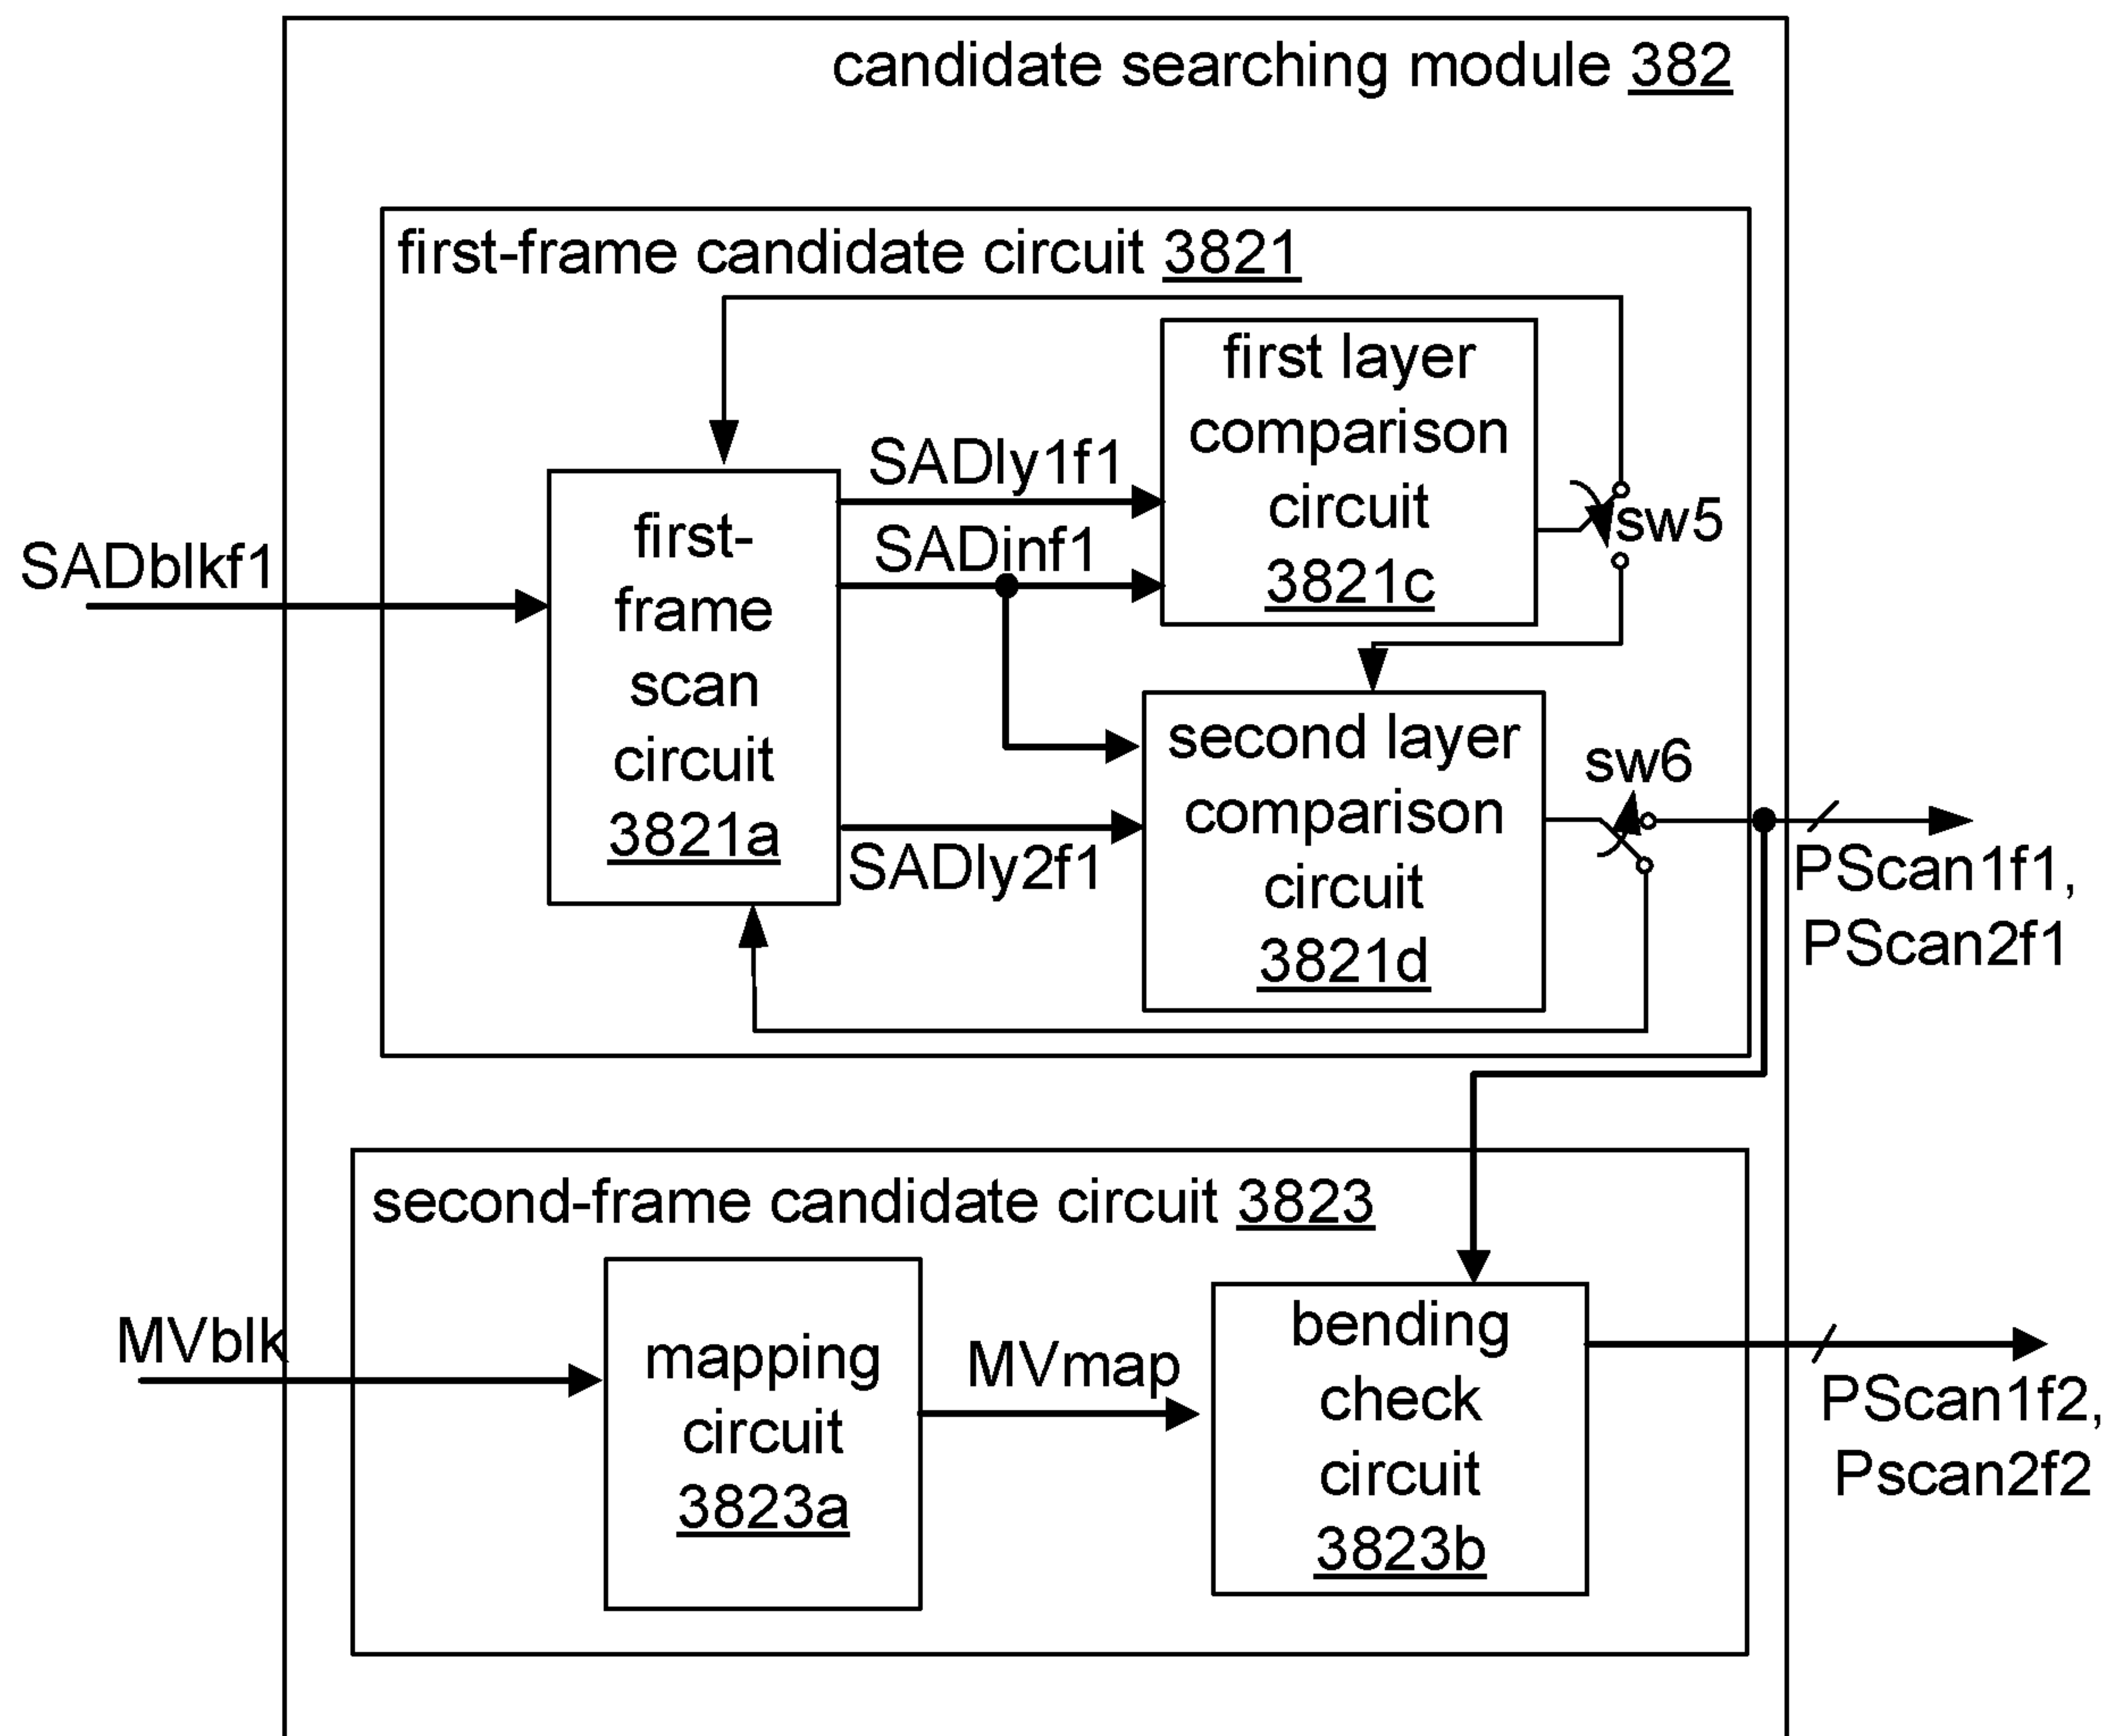 candidate searching module 382
first-frame candidate circuit 3821
first layer
comparison
circuit
3821c
SADly1f1
SADinf1
sw5
first-
frame
scan
circuit
3821a
SADblkf1
second layer
comparison
circuit
3821d
sw6
SADly2f1
PScan1f1,
PScan2f1
second-frame candidate circuit 3823
MVblk
mapping
circuit
3823a
MVmap
bending
check
circuit
3823b
PScan1f2,
Pscan2f2